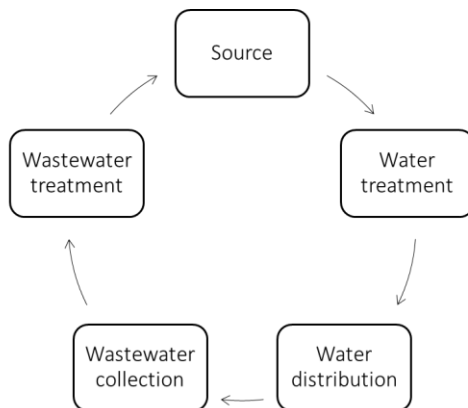 Source
Water
treatment
Water
distribution
Wastewater
collection
Wastewater
treatment